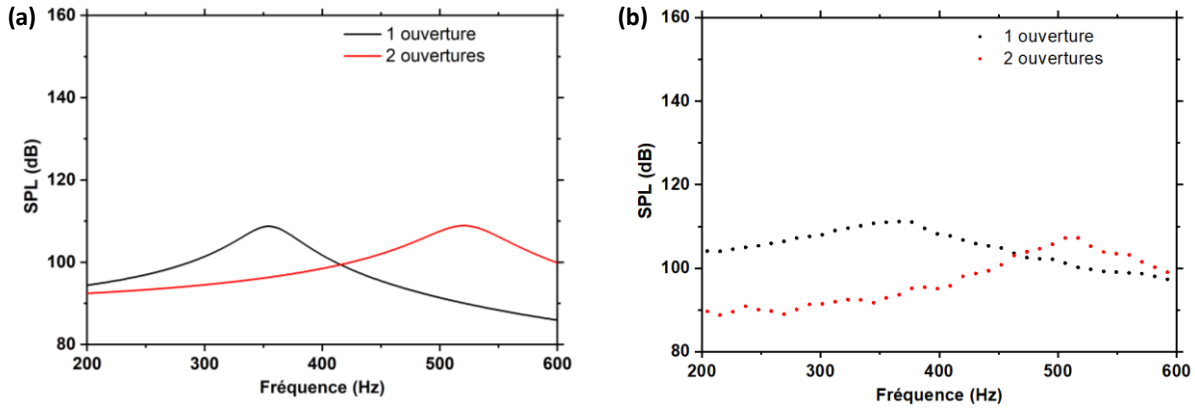 (a)
160
140
120
100
80
SPL (dB)
1 ouverture
2 ouvertures
200 300 400 500 600
Fréquence (Hz)
(b)
160
140
120
100
80
SPL (dB)
1 ouverture
2 ouvertures
200 300 400 500 600
Fréquence (Hz)